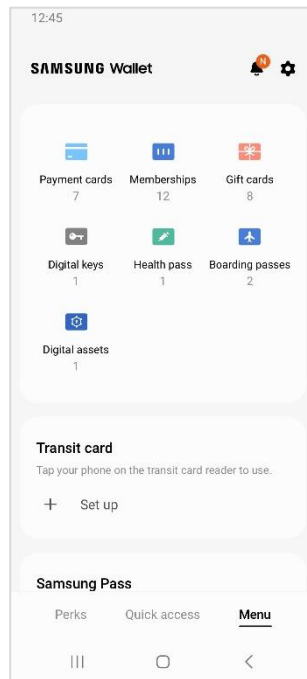 12:45
SAMSUNG Wallet
N
Payment cards Memberships Gift cards
7 12 8
Digital keys Health pass Boarding passes
1 1 2
Digital assets
1
Transit card
Tap your phone on the transit card reader to use.
+ Set up
Samsung Pass
Perks Quick access Menu